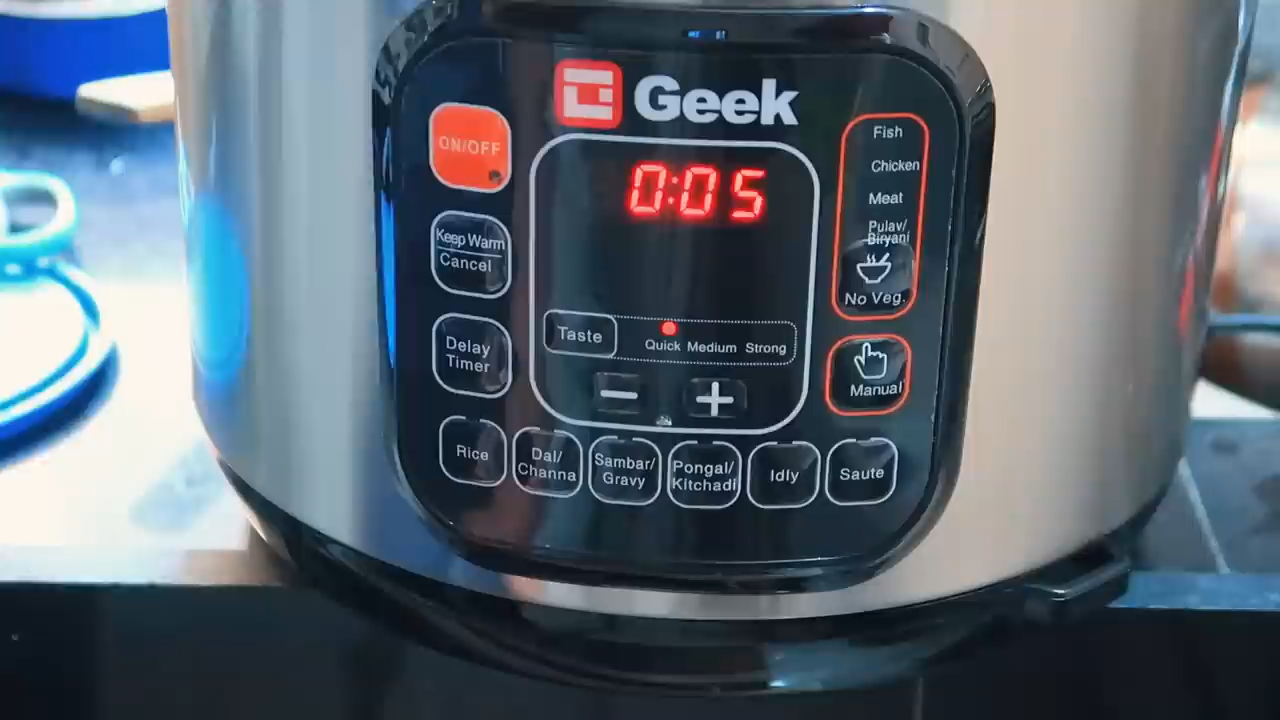 Geek
ON/OFF
0:05
Fish
Chicken
Meat
Pulav/
Biryani
No Veg.
Keep Warm
Cancel
Delay
Timer
Taste
Quick Medium Strong
− +
Manual
Rice
Dal/
Channa
Sambar/
Gravy
Pongal/
Kitchadi
Idly
Saute